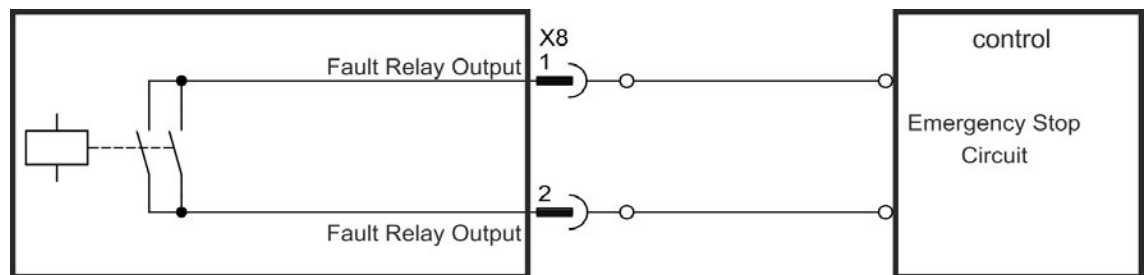 X8
control
Fault Relay Output
1
Emergency Stop
Circuit
2
Fault Relay Output